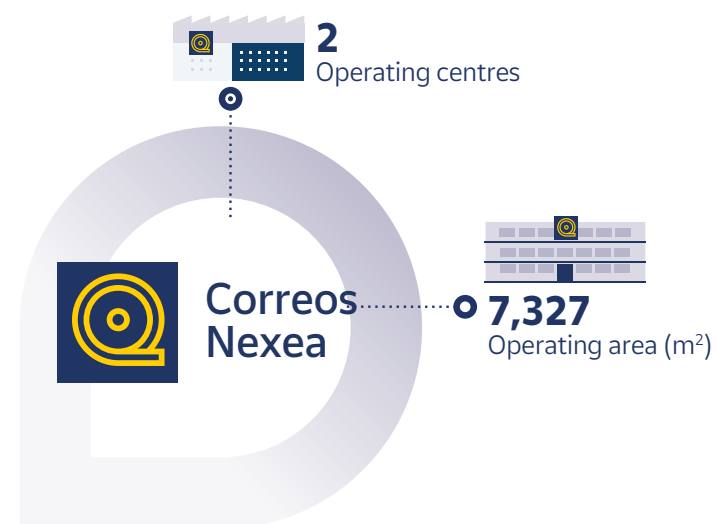 2
Operating centres
Correos
Nexea
7,327
Operating area (m²)